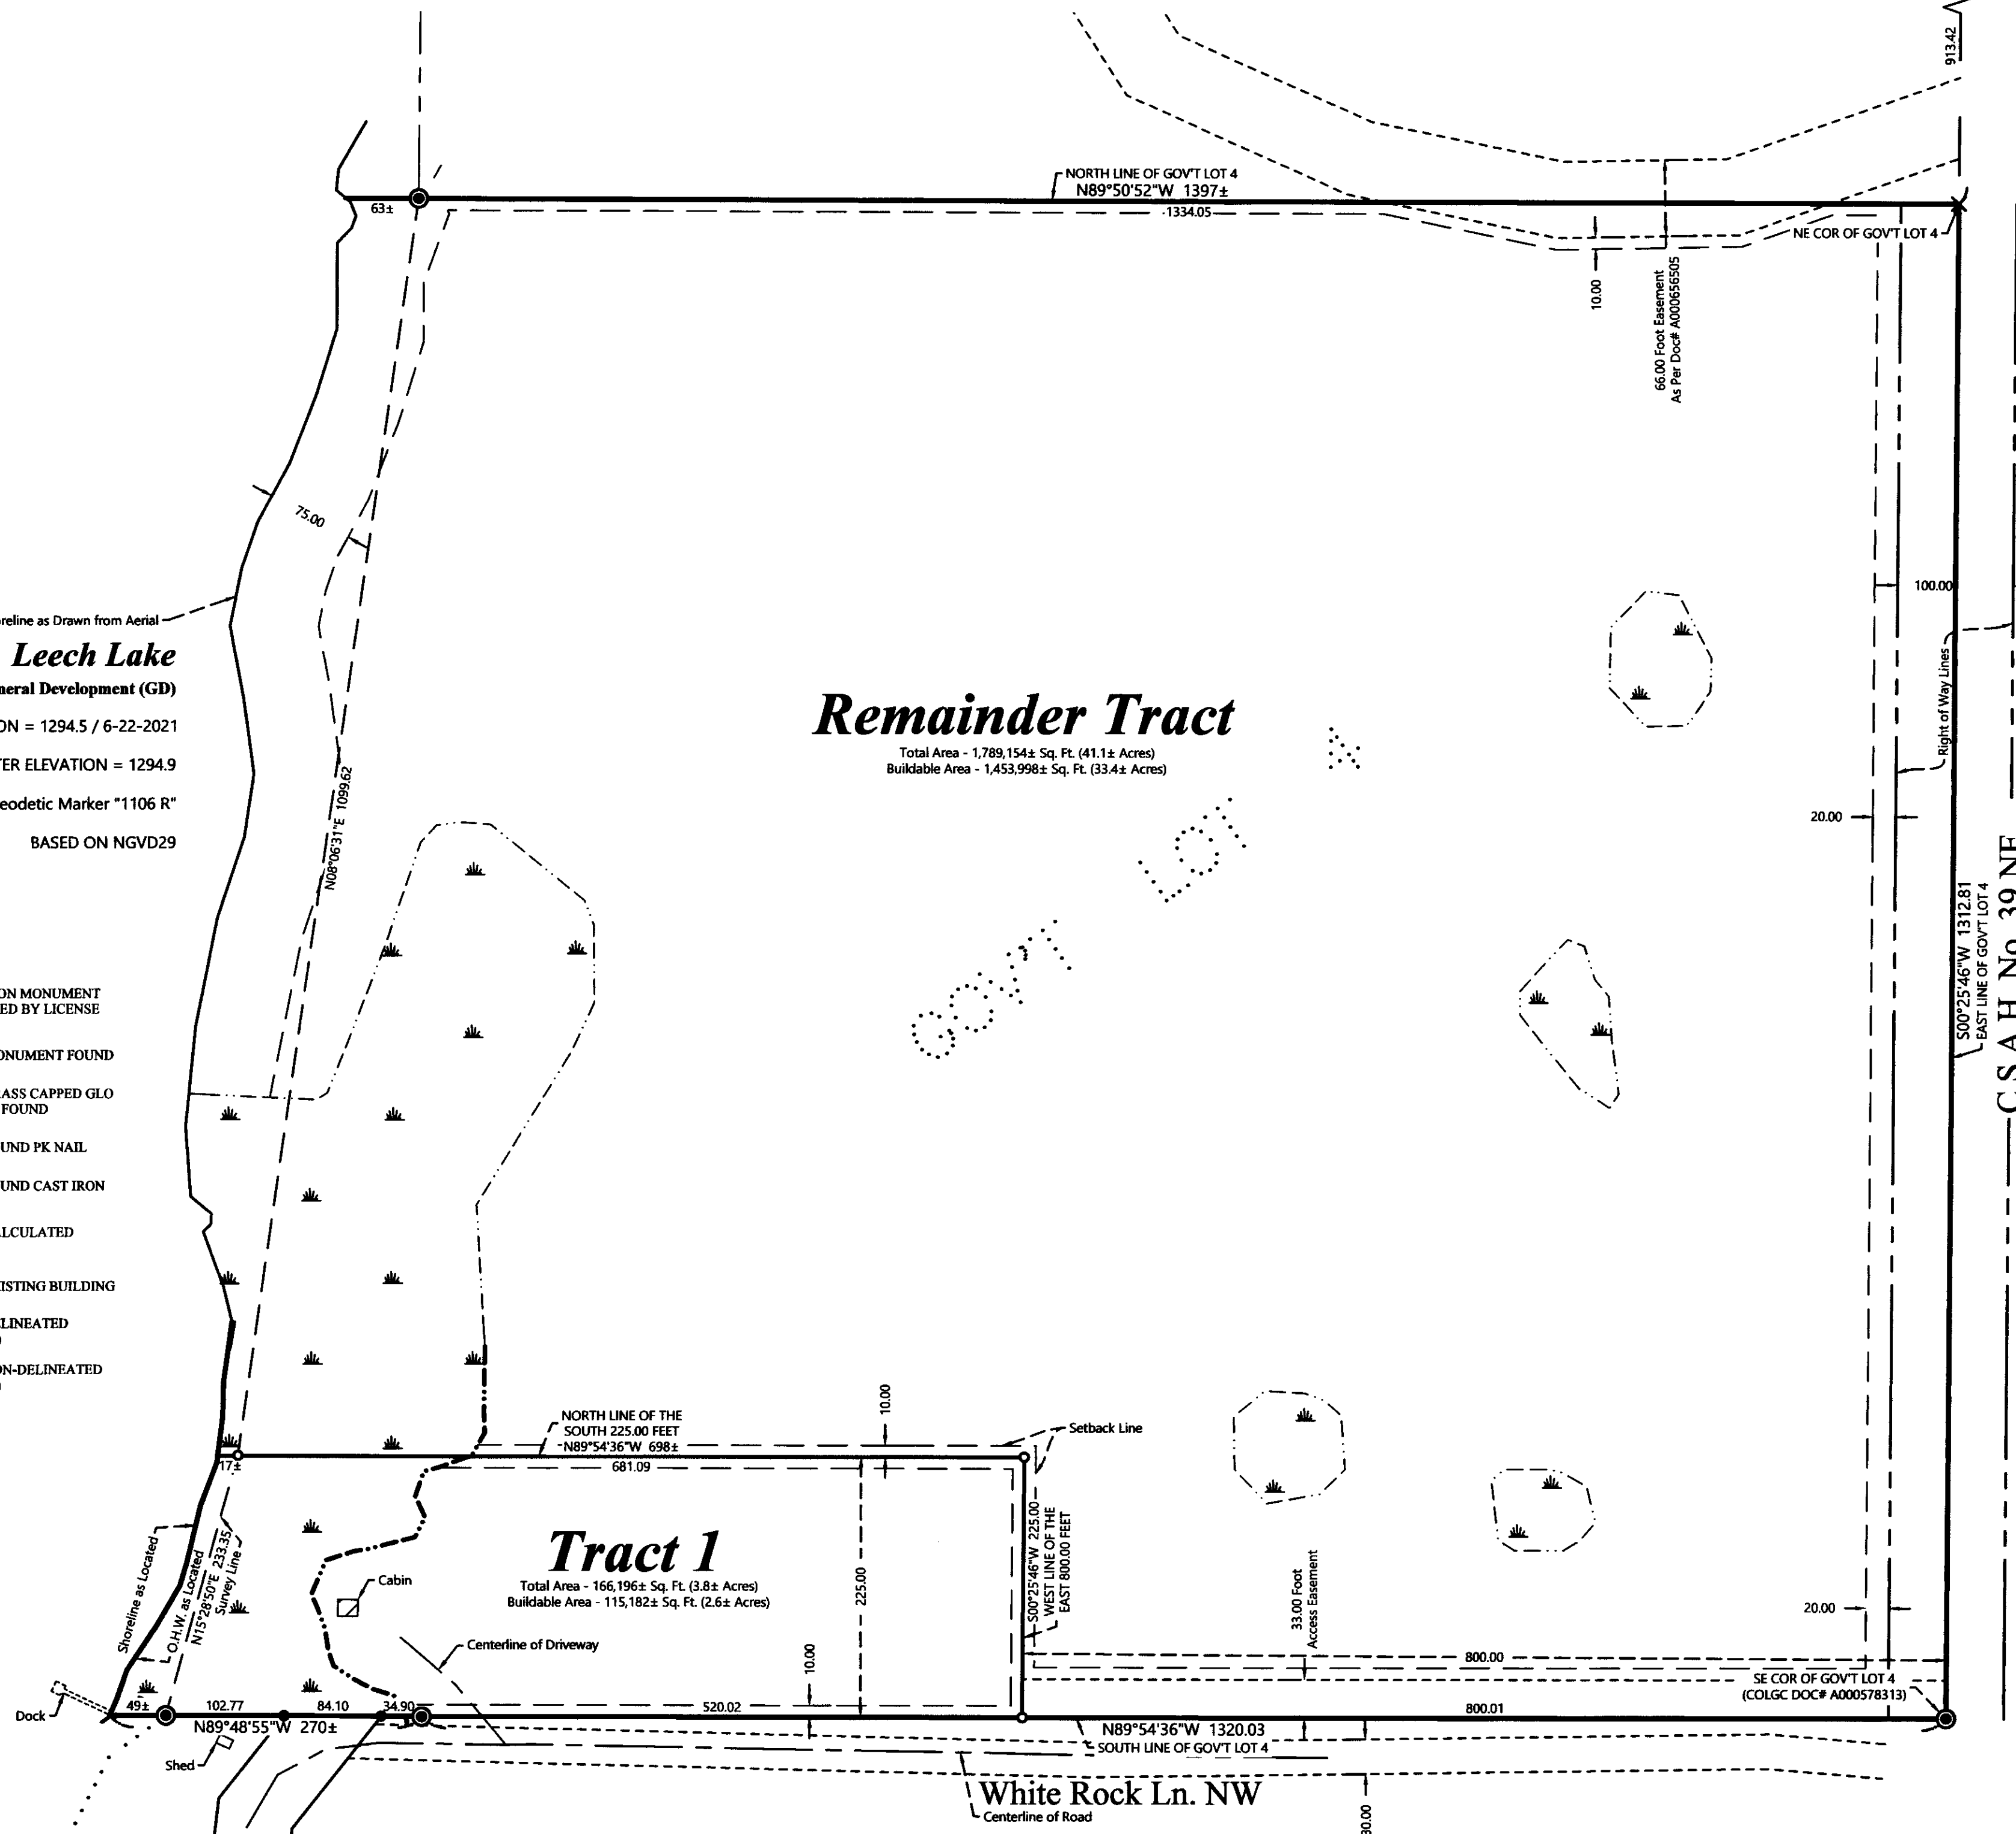 913.42
NORTH LINE OF GOV'T LOT 4
N89°50'52"W 1397±
63±
1334.05
NE COR OF GOV'T LOT 4
10.00
66.00 Foot Easement
As Per Doc# A000656505
75.00
100.00
reline as Drawn from Aerial
Leech Lake
neral Development (GD)
ON = 1294.5 / 6-22-2021
TER ELEVATION = 1294.9
eodetic Marker "1106 R"
BASED ON NGVD29
Right of Way Lines
Remainder Tract
Total Area - 1,789,154± Sq. Ft. (41.1± Acres)
Buildable Area - 1,453,998± Sq. Ft. (33.4± Acres)
N08°06'31"E 1099.62
20.00
GOV'T LOT 4
S00°25'46"W 1312.81
EAST LINE OF GOV'T LOT 4
C.S.A.H. No. 39 NE
ON MONUMENT
ED BY LICENSE
ONUMENT FOUND
RASS CAPPED GLO
FOUND
UND PK NAIL
UND CAST IRON
ALCULATED
XISTING BUILDING
ELINEATED
ON-DELINEATED
NORTH LINE OF THE
SOUTH 225.00 FEET
N89°54'36"W 698±
10.00
Setback Line
17±
681.09
Tract 1
Total Area - 166,196± Sq. Ft. (3.8± Acres)
Buildable Area - 115,182± Sq. Ft. (2.6± Acres)
225.00
S00°25'46"W 225.00
WEST LINE OF THE
EAST 800.00 FEET
Shoreline as Located
O.H.W. as Located
N15°28'50"E 233.35
Survey Line
Cabin
Centerline of Driveway
33.00 Foot
Access Easement
20.00
10.00
800.00
SE COR OF GOV'T LOT 4
(COLGC DOC# A000578313)
Dock
49±
102.77
84.10
34.90
520.02
800.01
N89°48'55"W 270±
N89°54'36"W 1320.03
SOUTH LINE OF GOV'T LOT 4
Shed
White Rock Ln. NW
Centerline of Road